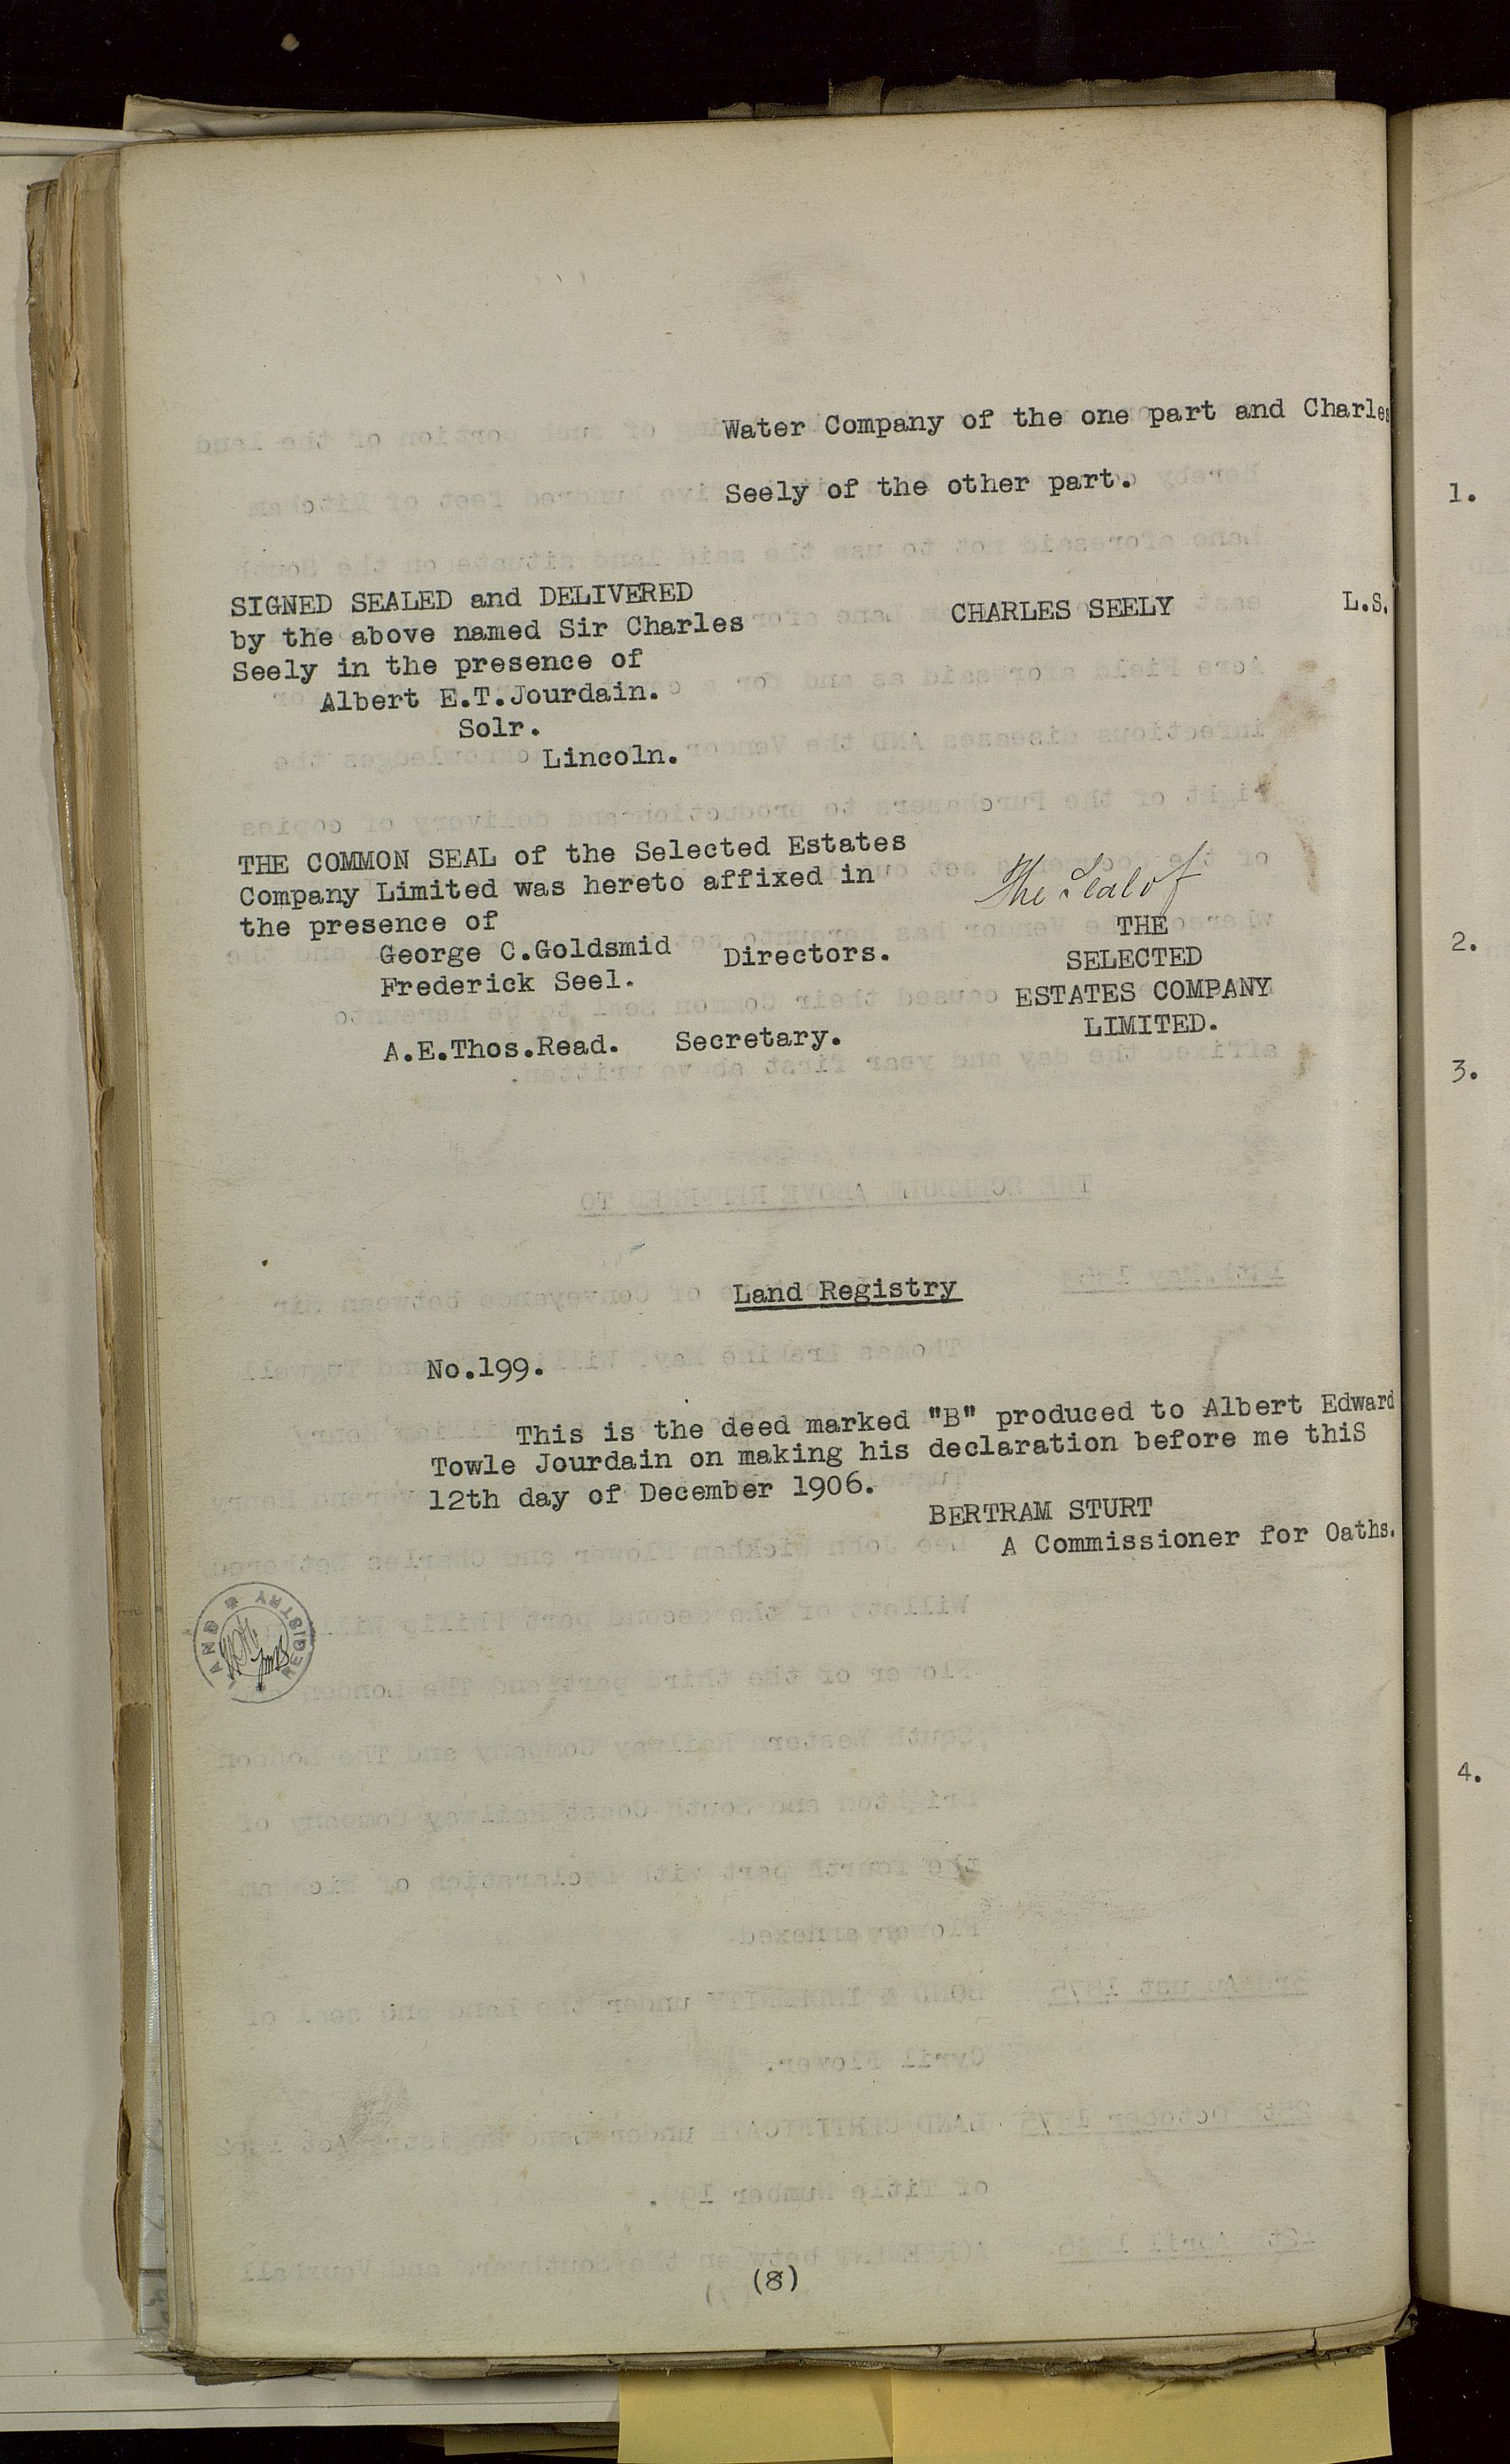 Water Company of the one part and Charles
Seely of the other part.
SIGNED SEALED and DELIVERED
by the above named Sir Charles
Seely in the presence of
Albert E.T.Jourdain.
Solr.
Lincoln.
CHARLES SEELY
L.S.
THE COMMON SEAL of the Selected Estates
Company Limited was hereto affixed in
the presence of
George C.Goldsmid
Frederick Seel.
Directors.
A.E.Thos.Read. Secretary.
The Seal of
THE
SELECTED
ESTATES COMPANY
LIMITED.
Land Registry
No.199.
This is the deed marked "B" produced to Albert Edward
Towle Jourdain on making his declaration before me thiS
12th day of December 1906.
BERTRAM STURT
A Commissioner for Oaths.
LAND REGISTRY
(8)
1.
2.
3.
4.